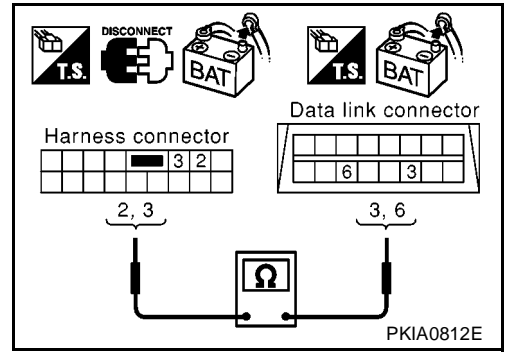 DISCONNECT
T.S.
BAT
T.S.
BAT
Data link connector
Harness connector
3 2
6 3
2, 3
3, 6
Ω
PKIA0812E